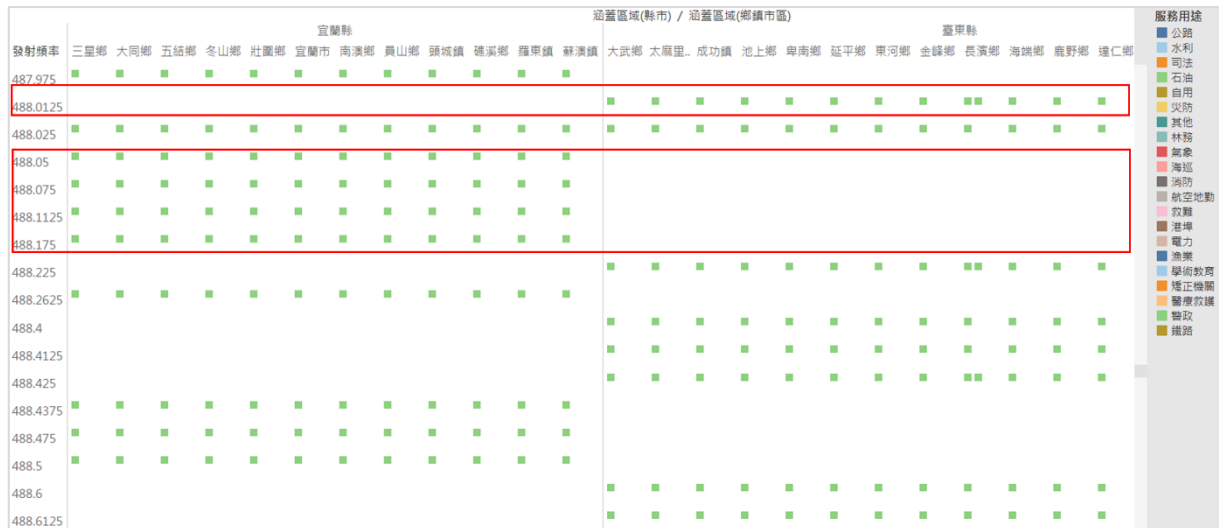 涵蓋區域(縣市) / 涵蓋區域(鄉鎮市區)
宜蘭縣 臺東縣
發射頻率 三星鄉 大同鄉 五結鄉 冬山鄉 壯圍鄉 宜蘭市 南澳鄉 員山鄉 頭城鎮 礁溪鄉 羅東鎮 蘇澳鎮 大武鄉 太麻里.. 成功鎮 池上鄉 卑南鄉 延平鄉 東河鄉 金峰鄉 長濱鄉 海端鄉 鹿野鄉 達仁鄉
487.975
488.0125
488.025
488.05
488.075
488.1125
488.175
488.225
488.2625
488.4
488.4125
488.425
488.4375
488.475
488.5
488.6
488.6125
服務用途
公路
水利
司法
石油
自用
災防
其他
林務
氣象
海巡
消防
航空地勤
救難
港埠
電力
漁業
學術教育
矯正機關
醫療救護
警政
鐵路